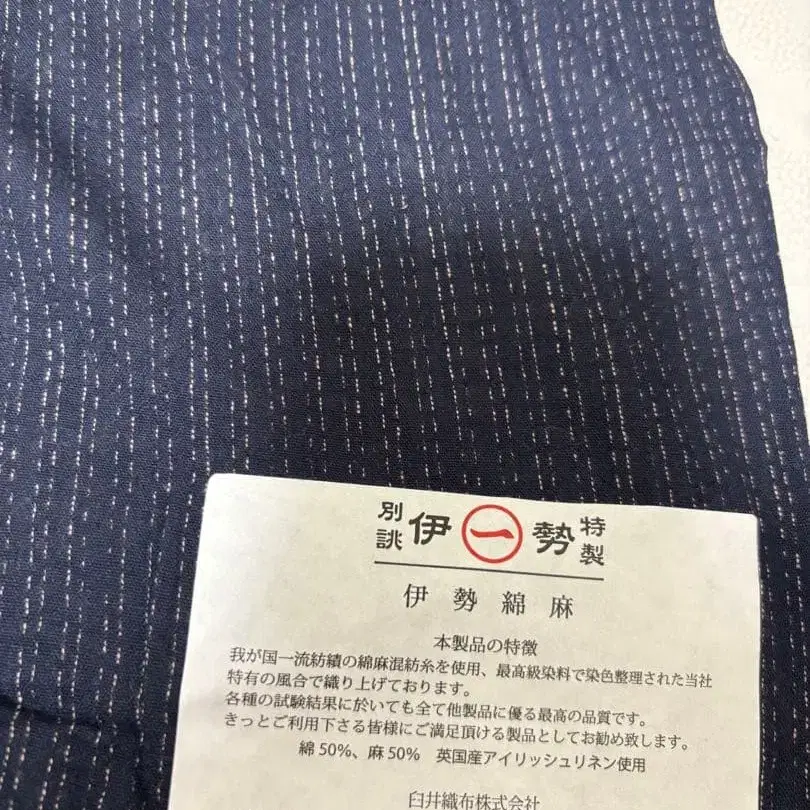 別誂 伊 一 勢 特製
伊勢綿麻
本製品の特徴
我が国一流紡績の綿麻混紡糸を使用、最高級染料で染色整理された当社
特有の風合で織り上げております。
各種の試験結果に於いても全て他製品に優る最高の品質です。
きっとご利用下さる皆様にご満足頂ける製品としてお勧め致します。
綿50%、麻50% 英国産アイリッシュリネン使用
臼井織布株式会社